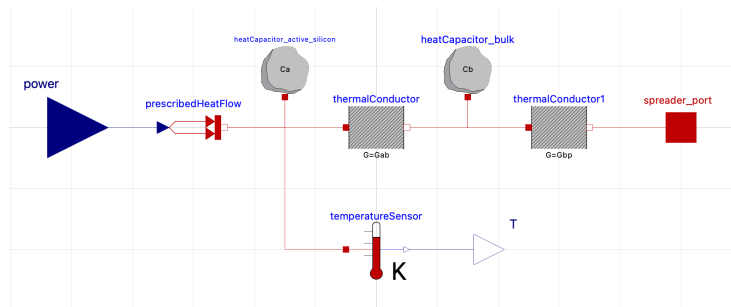 heatCapacitor_active_silicon
heatCapacitor_bulk
Ca
Cb
power
prescribedHeatFlow
thermalConductor
thermalConductor1
spreader_port
G=Gab
G=Gbp
temperatureSensor
T
K